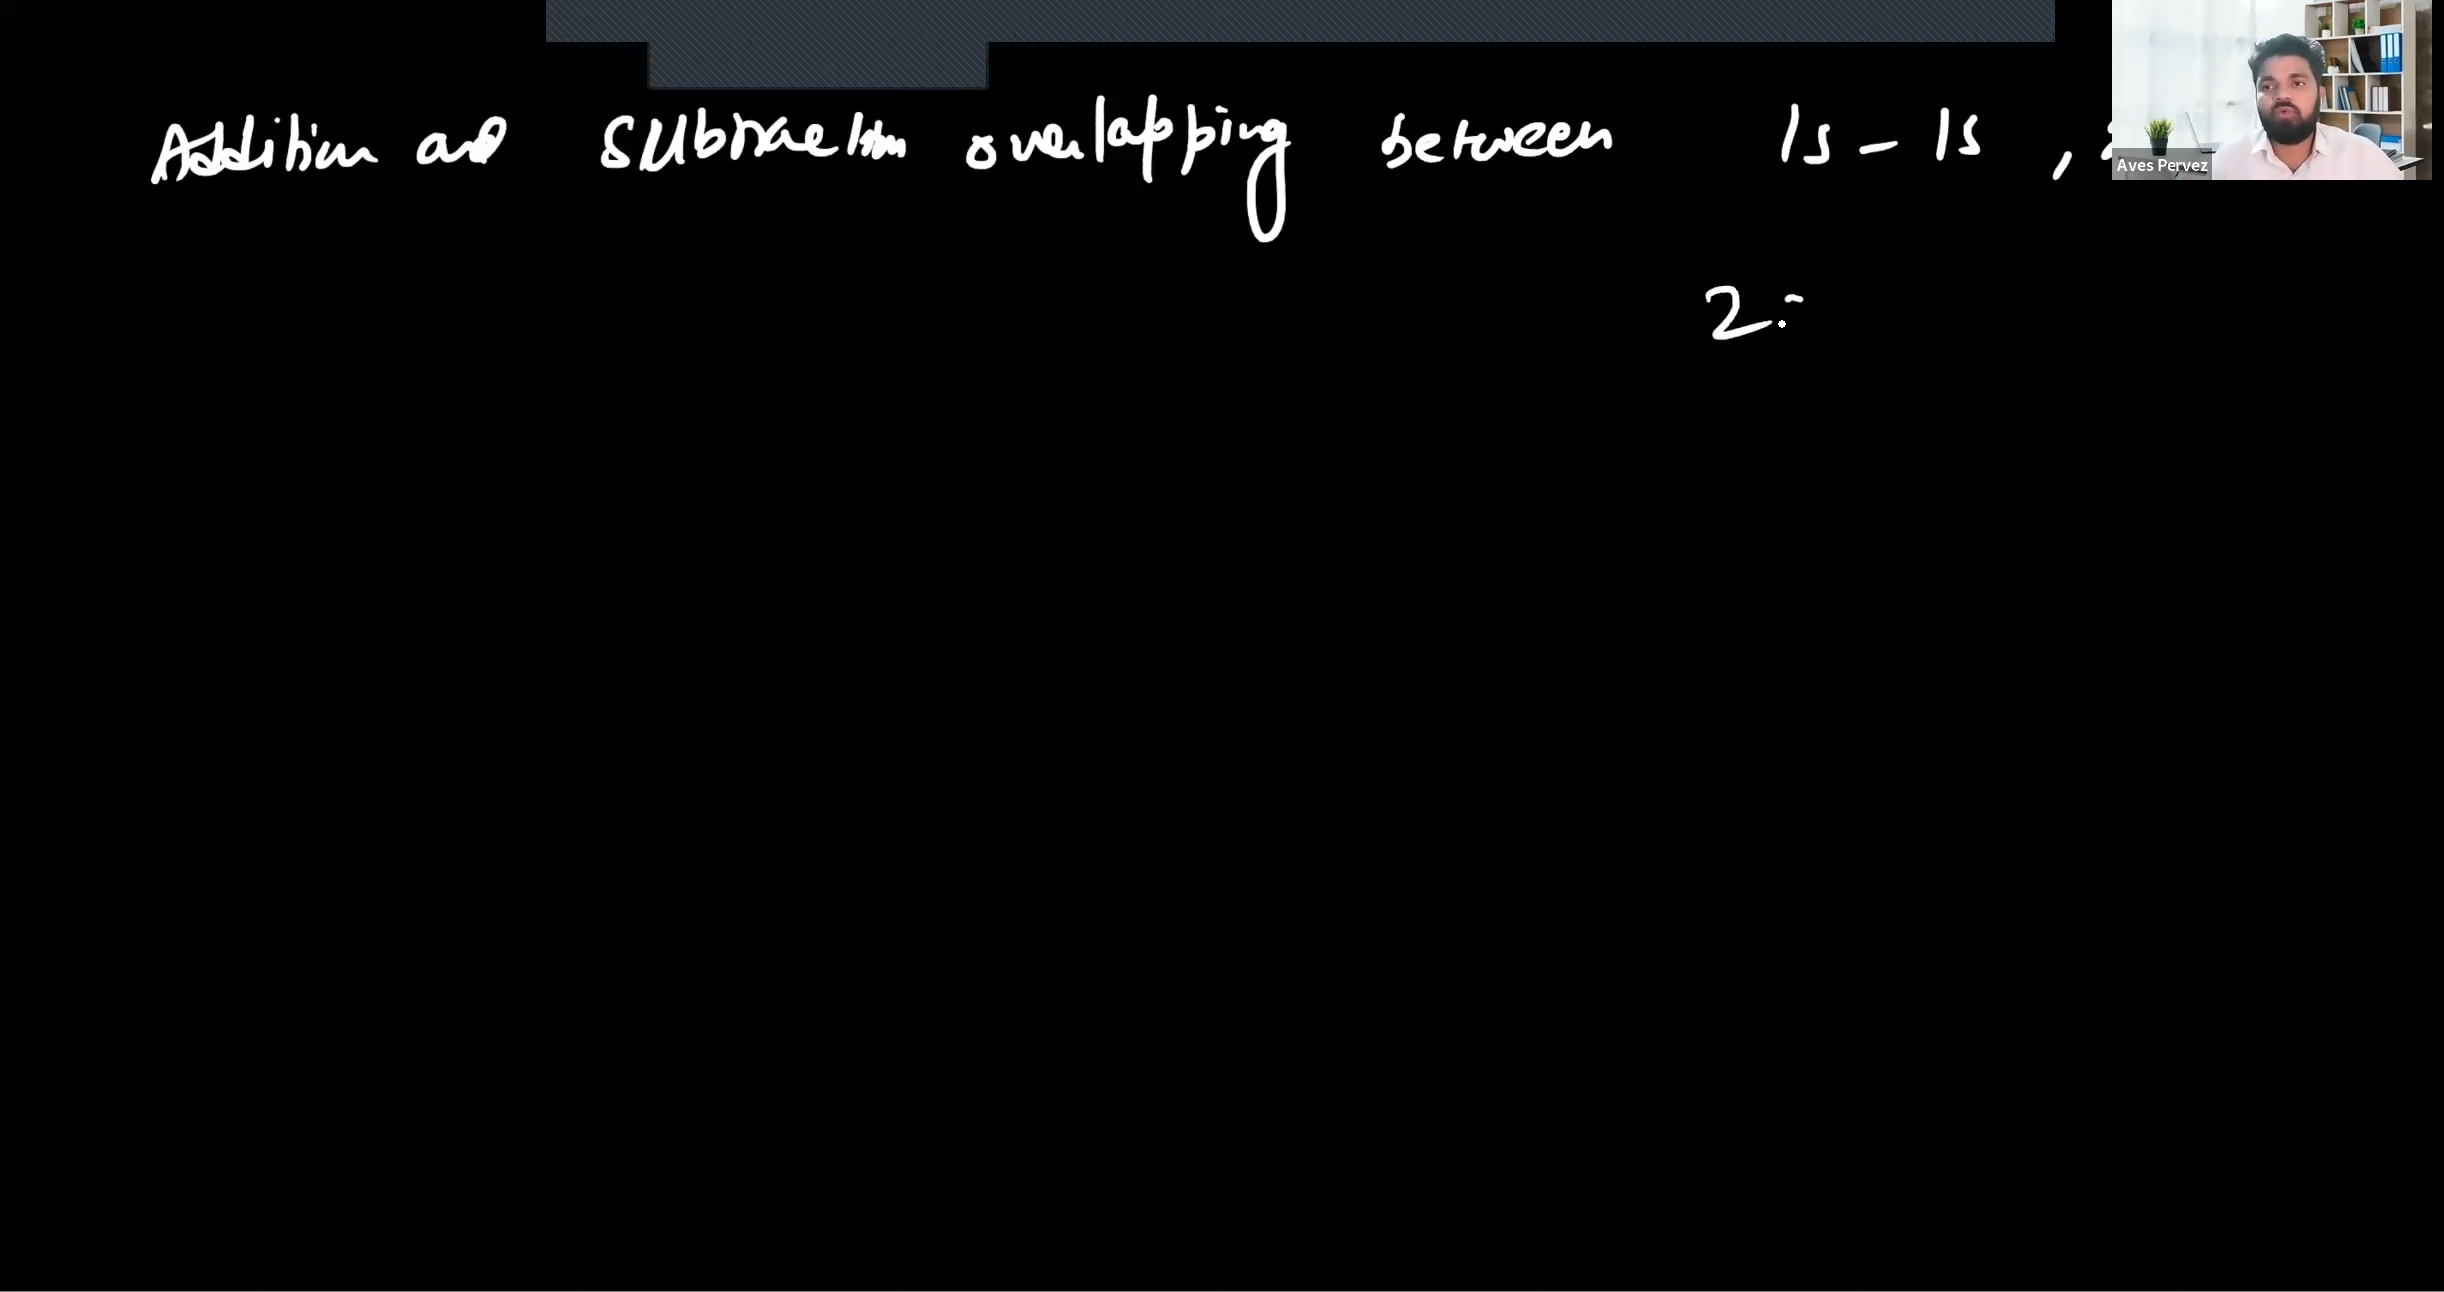 Addition and Subtraction overlapping between 1s - 1s ,
Aves Pervez
2